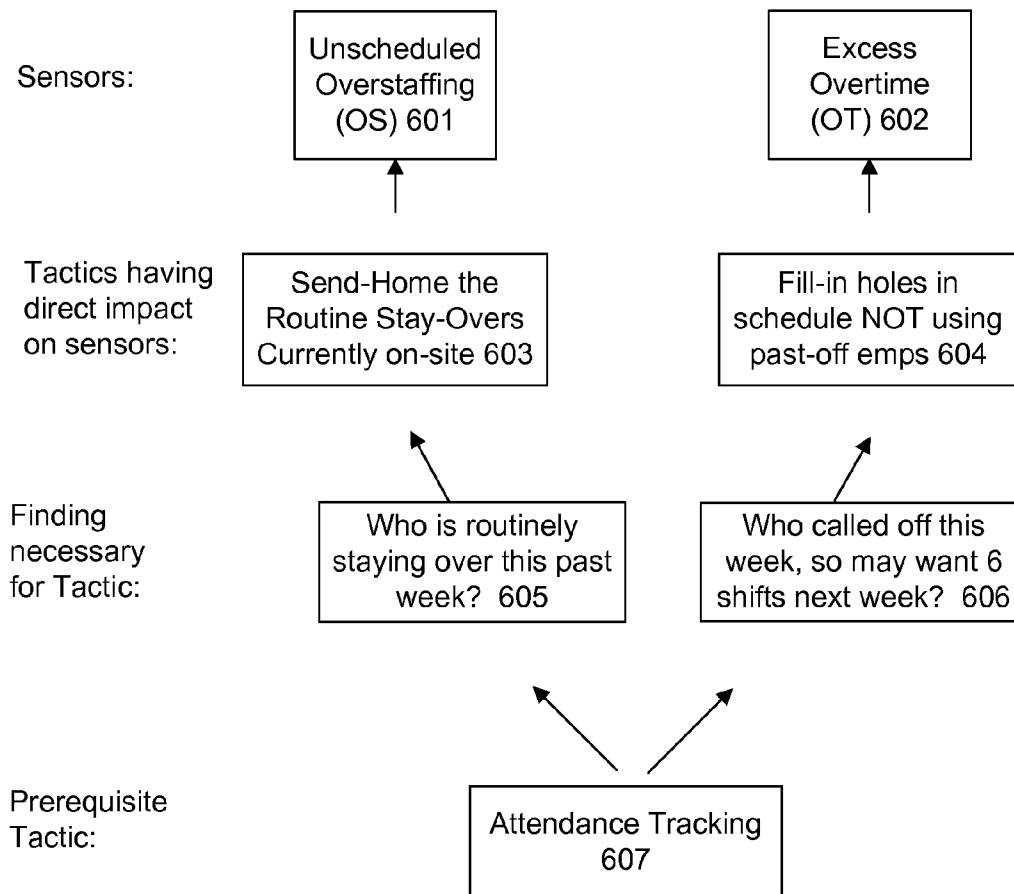 Sensors:
Unscheduled
Overstaffing
(OS) 601
Excess
Overtime
(OT) 602
Tactics having
direct impact
on sensors:
Send-Home the
Routine Stay-Overs
Currently on-site 603
Fill-in holes in
schedule NOT using
past-off emps 604
Finding
necessary
for Tactic:
Who is routinely
staying over this past
week?  605
Who called off this
week, so may want 6
shifts next week?  606
Prerequisite
Tactic:
Attendance Tracking
607